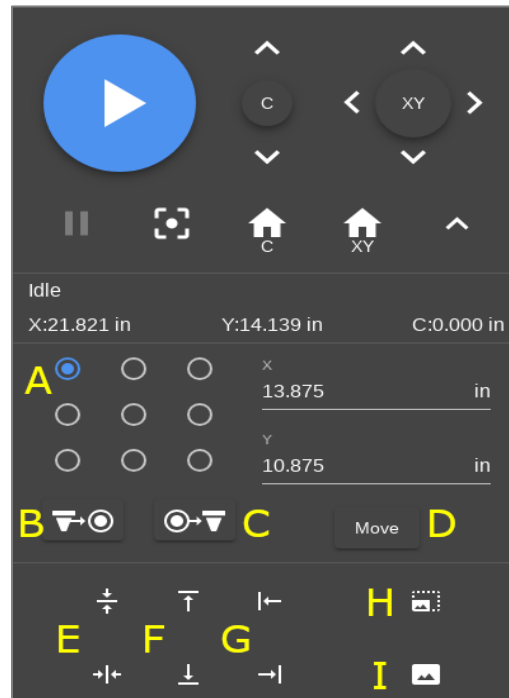 C
XY
C
XY
Idle
X:21.821 in Y:14.139 in C:0.000 in
A
X
13.875 in
Y
10.875 in
B C Move D
H
E F G
I